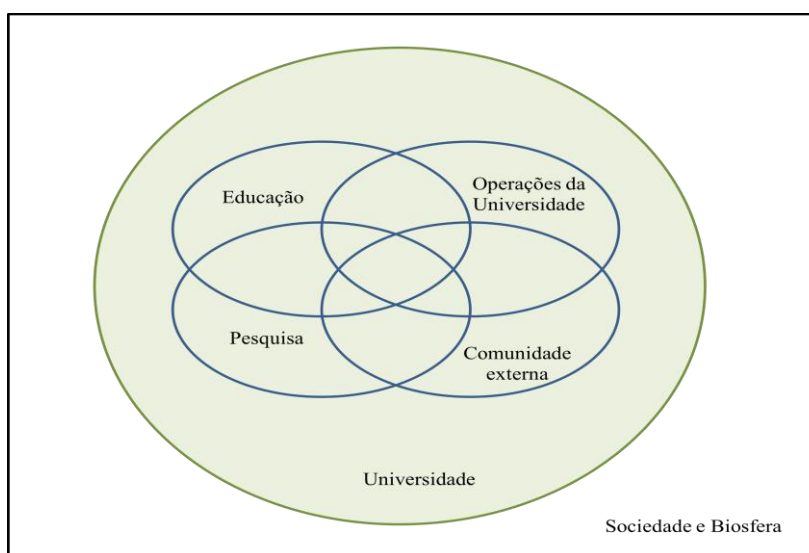 Educação
Operações da
Universidade
Pesquisa
Comunidade
externa
Universidade
Sociedade e Biosfera